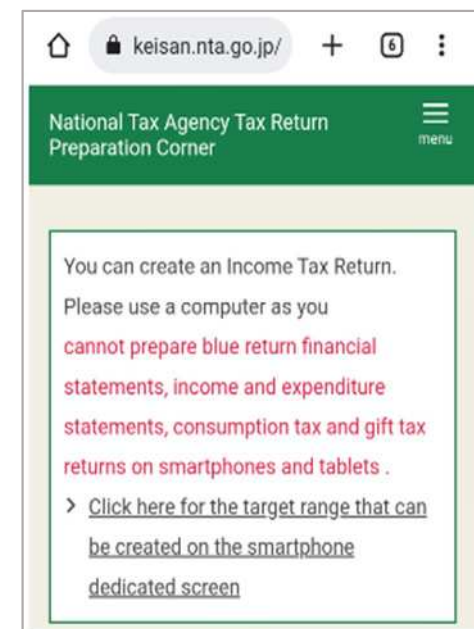 keisan.nta.go.jp/ + 6
National Tax Agency Tax Return
Preparation Corner
menu
You can create an Income Tax Return.
Please use a computer as you
cannot prepare blue return financial
statements, income and expenditure
statements, consumption tax and gift tax
returns on smartphones and tablets .
> Click here for the target range that can
be created on the smartphone
dedicated screen